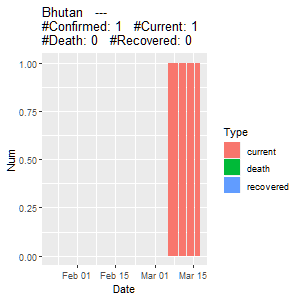 Bhutan   ---
#Confirmed: 1   #Current: 1
#Death: 0   #Recovered: 0
1.00
0.75
0.50
0.25
0.00
Num
Feb 01   Feb 15   Mar 01   Mar 15
Date
Type
current
death
recovered